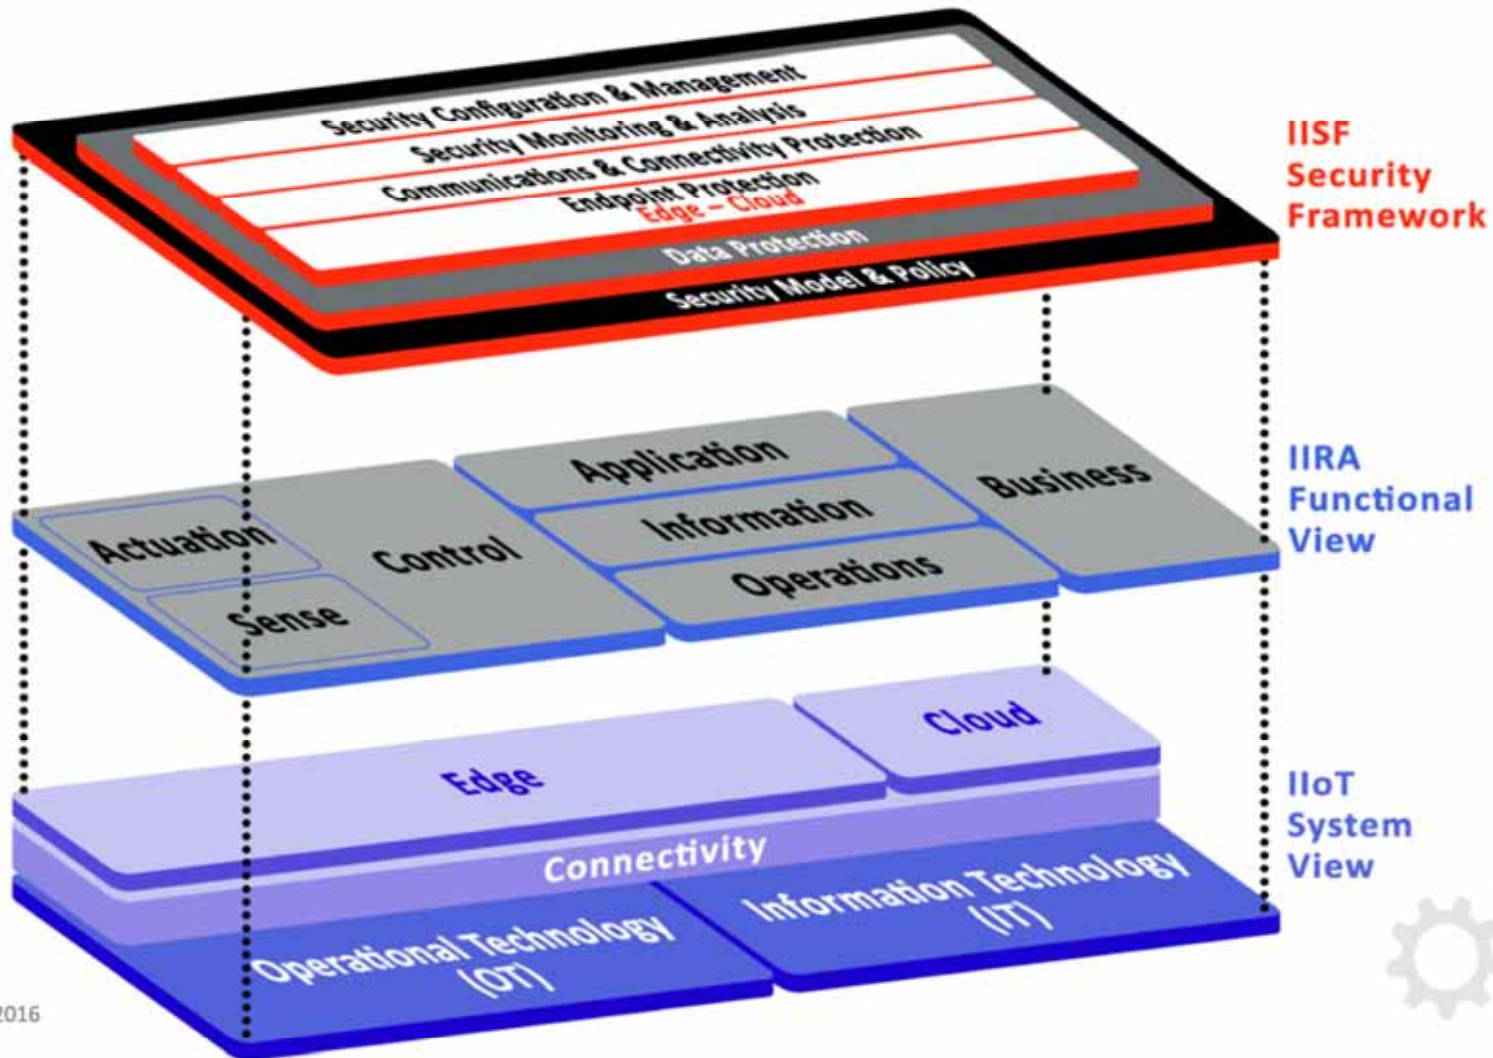 Security Configuration & Management
Security Monitoring & Analysis
Communications & Connectivity Protection
Endpoint Protection
Edge – Cloud
Data Protection
Security Model & Policy
IISF
Security
Framework
Application
Business
Information
Actuation
Control
Operations
Sense
IIRA
Functional
View
Cloud
Edge
Connectivity
Information Technology
(IT)
Operational Technology
(OT)
IIoT
System
View
2016